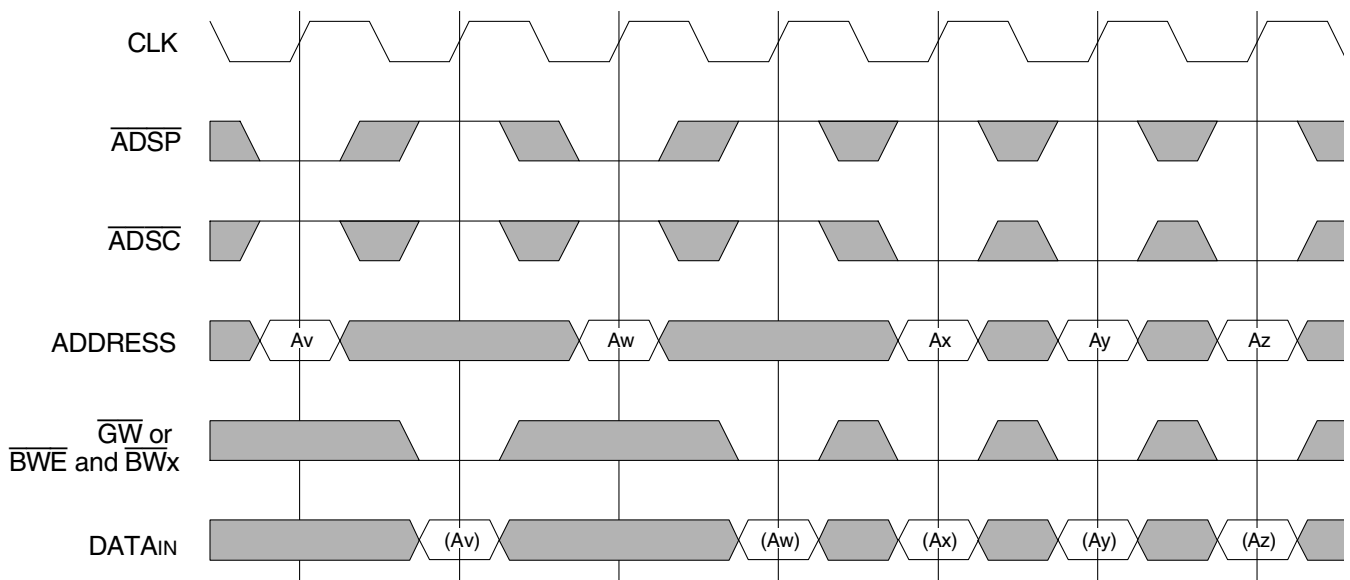 CLK
ADSP
ADSC
ADDRESS Av Aw Ax Ay Az
GW or
BWE and BWx
DATAIN (Av) (Aw) (Ax) (Ay) (Az)